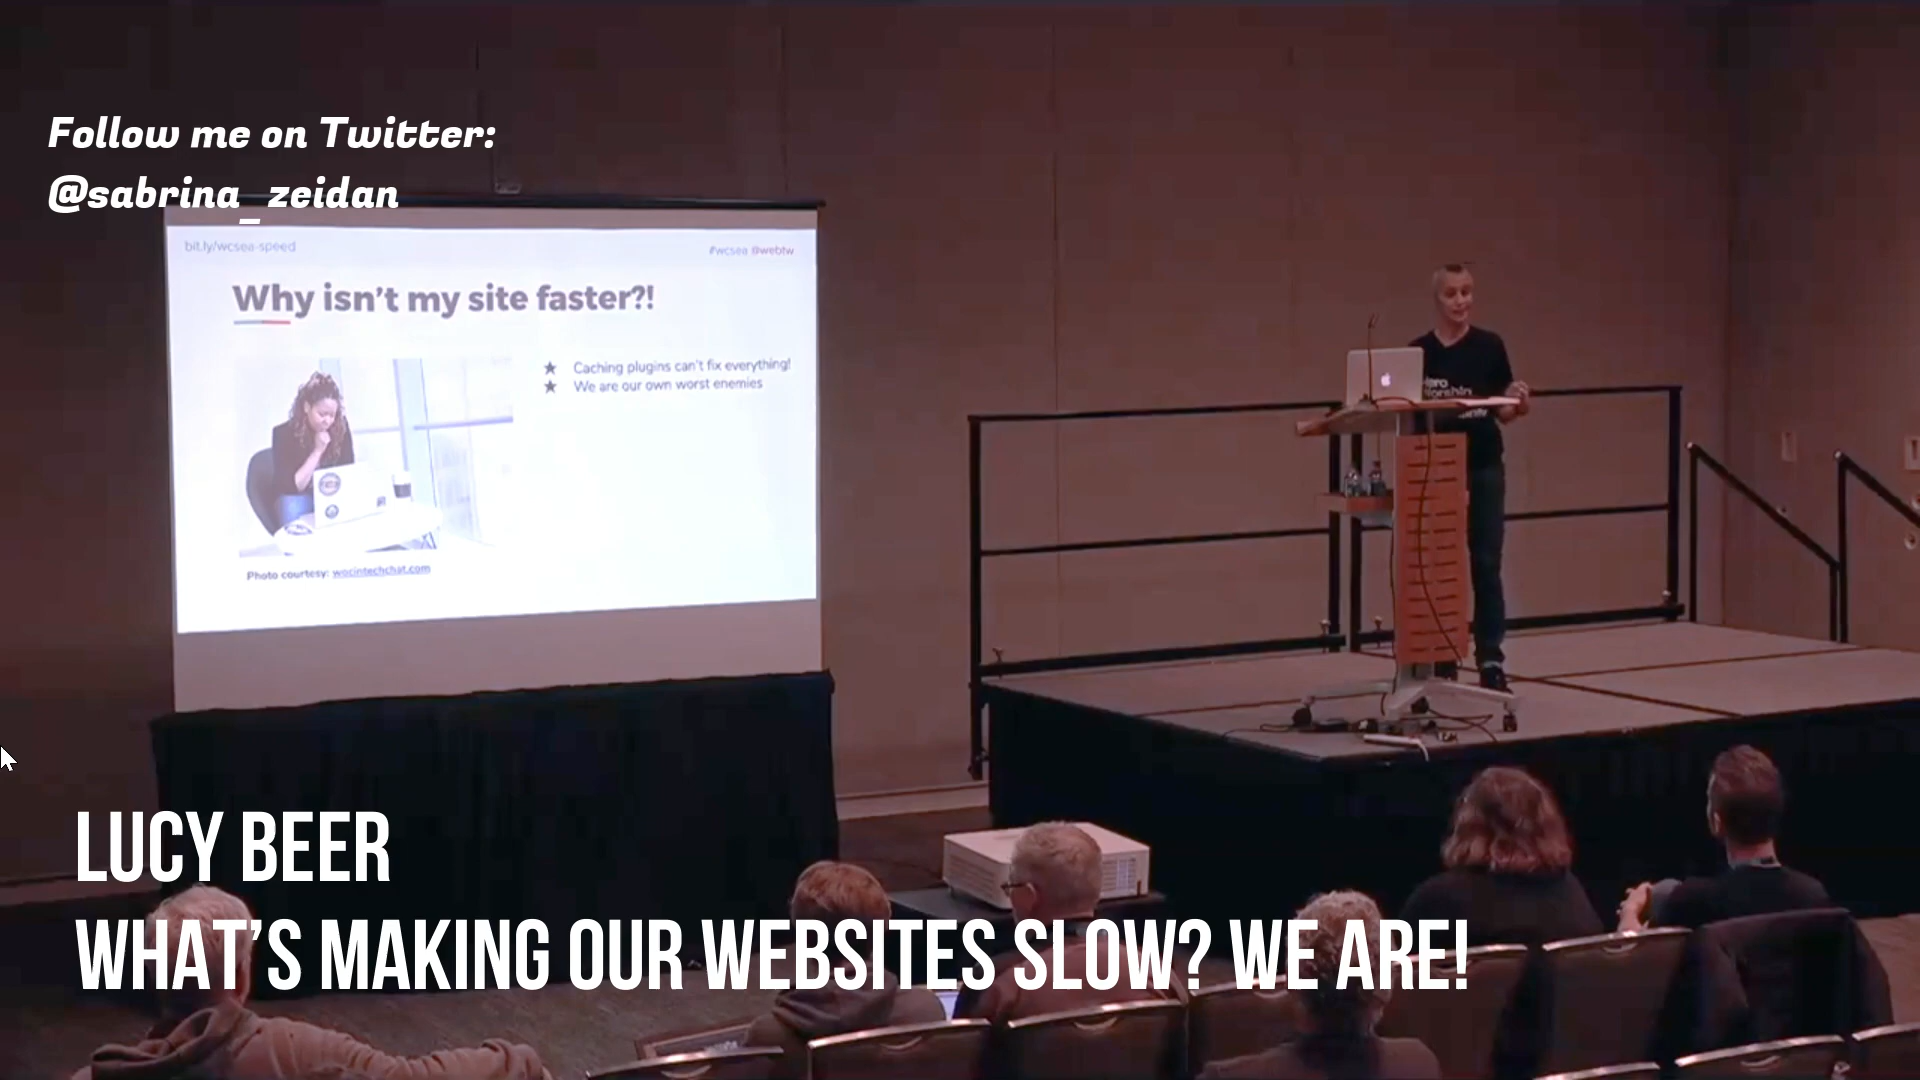 Follow me on Twitter:
@sabrina_zeidan
bit.ly/wcsea-speed
#wcsea @webtw
Why isn't my site faster?!
★ Caching plugins can't fix everything!
★ We are our own worst enemies
Photo courtesy: wocintechchat.com
LUCY BEER
WHAT'S MAKING OUR WEBSITES SLOW? WE ARE!